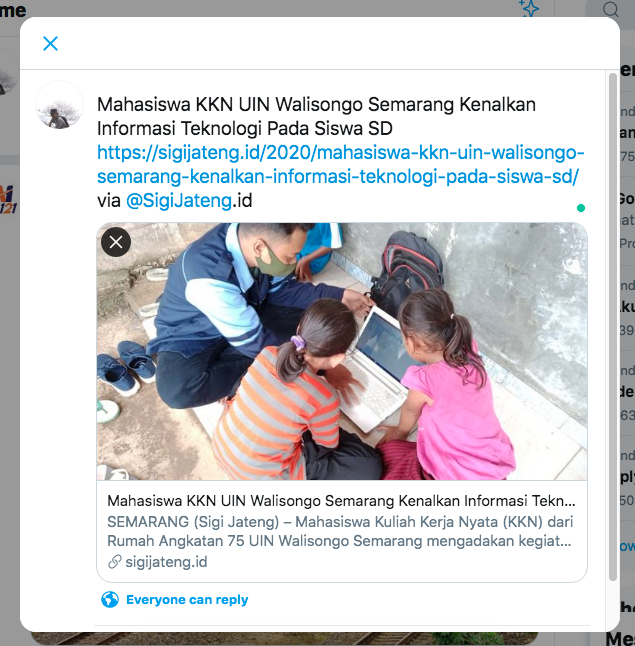 me
Mahasiswa KKN UIN Walisongo Semarang Kenalkan
Informasi Teknologi Pada Siswa SD
https://sigijateng.id/2020/mahasiswa-kkn-uin-walisongo-
semarang-kenalkan-informasi-teknologi-pada-siswa-sd/
via @SigiJateng.id
Mahasiswa KKN UIN Walisongo Semarang Kenalkan Informasi Tekn...
SEMARANG (Sigi Jateng) – Mahasiswa Kuliah Kerja Nyata (KKN) dari
Rumah Angkatan 75 UIN Walisongo Semarang mengadakan kegiat...
sigijateng.id
Everyone can reply
121